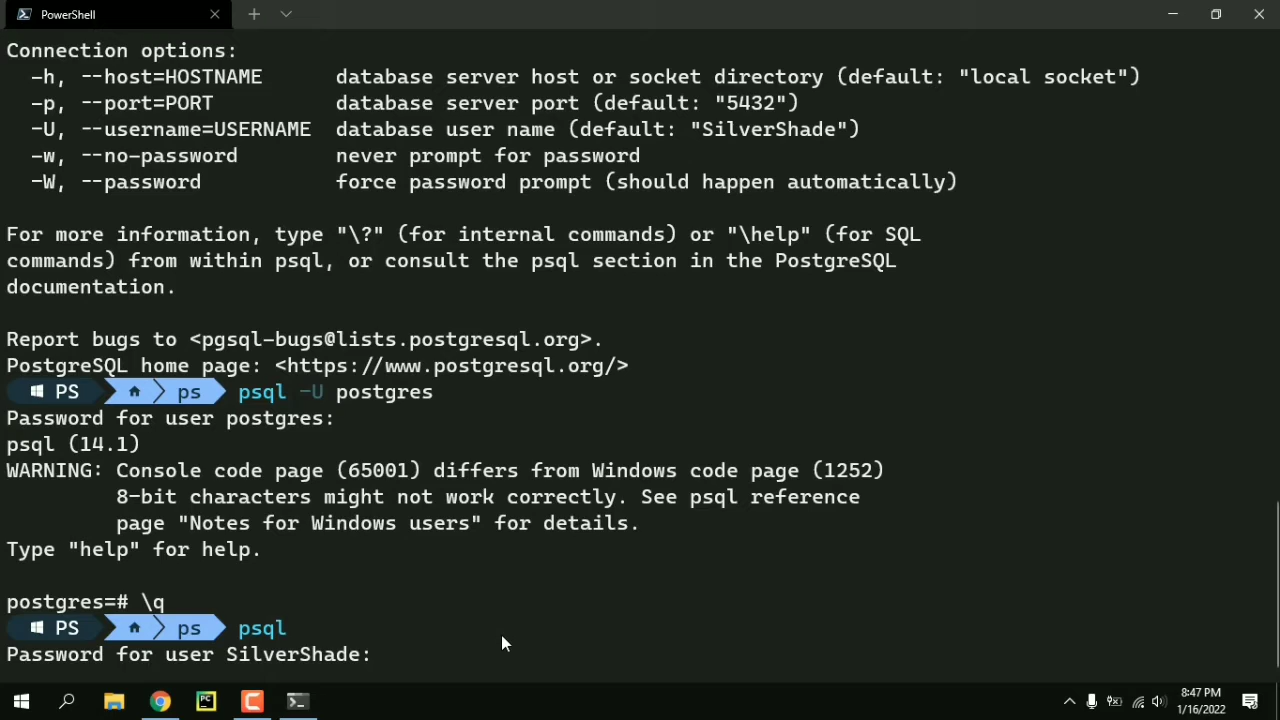 PowerShell
Connection options:
  -h, --host=HOSTNAME      database server host or socket directory (default: "local socket")
  -p, --port=PORT          database server port (default: "5432")
  -U, --username=USERNAME  database user name (default: "SilverShade")
  -w, --no-password        never prompt for password
  -W, --password           force password prompt (should happen automatically)
For more information, type "\?" (for internal commands) or "\help" (for SQL
commands) from within psql, or consult the psql section in the PostgreSQL
documentation.
Report bugs to <pgsql-bugs@lists.postgresql.org>.
PostgreSQL home page: <https://www.postgresql.org/>
PS ps psql -U postgres
Password for user postgres:
psql (14.1)
WARNING: Console code page (65001) differs from Windows code page (1252)
         8-bit characters might not work correctly. See psql reference
         page "Notes for Windows users" for details.
Type "help" for help.
postgres=# \q
PS ps psql
Password for user SilverShade:
PC
8:47 PM
1/16/2022